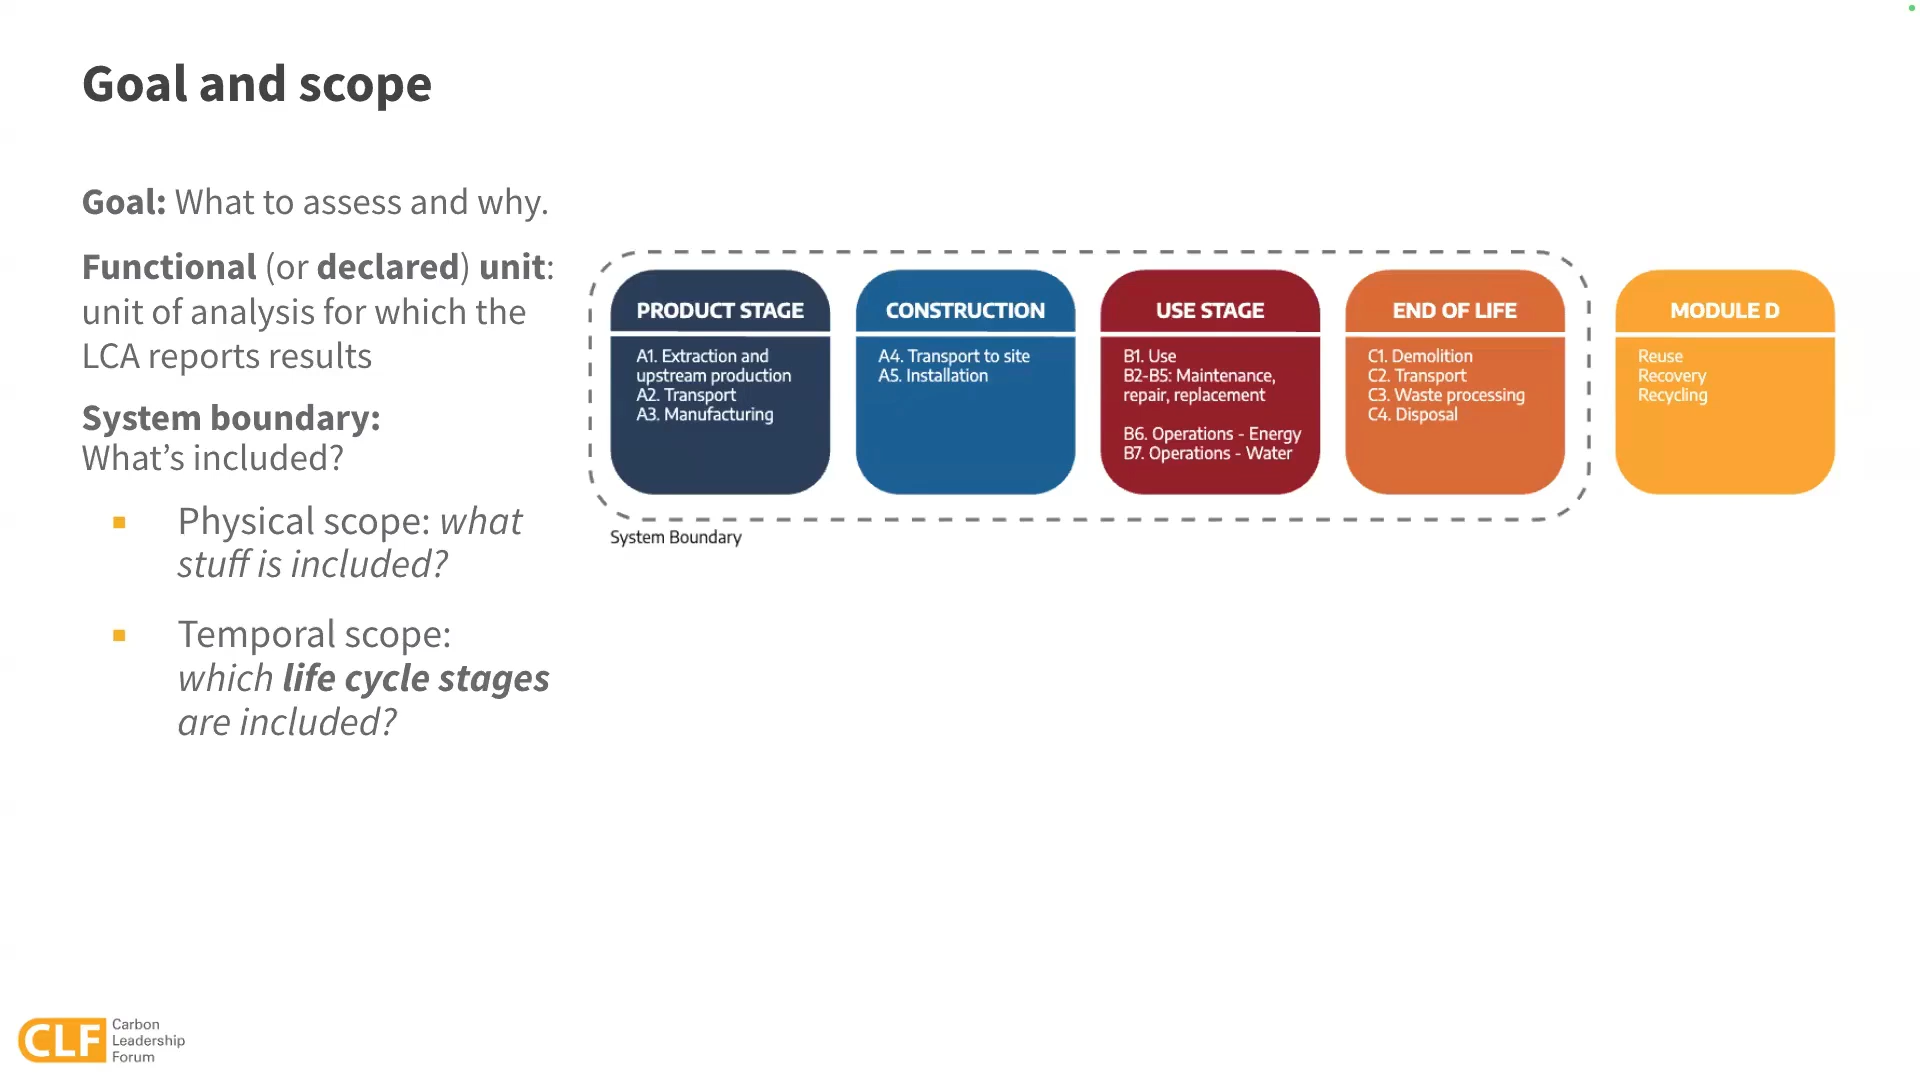 Goal and scope
Goal: What to assess and why.
Functional (or declared) unit:
unit of analysis for which the
LCA reports results
System boundary:
What’s included?
▪ Physical scope: what
stuff is included?
▪ Temporal scope:
which life cycle stages
are included?
PRODUCT STAGE
A1. Extraction and
upstream production
A2. Transport
A3. Manufacturing
CONSTRUCTION
A4. Transport to site
A5. Installation
USE STAGE
B1. Use
B2-B5: Maintenance,
repair, replacement
B6. Operations - Energy
B7. Operations - Water
END OF LIFE
C1. Demolition
C2. Transport
C3. Waste processing
C4. Disposal
MODULE D
Reuse
Recovery
Recycling
System Boundary
CLF
Carbon
Leadership
Forum